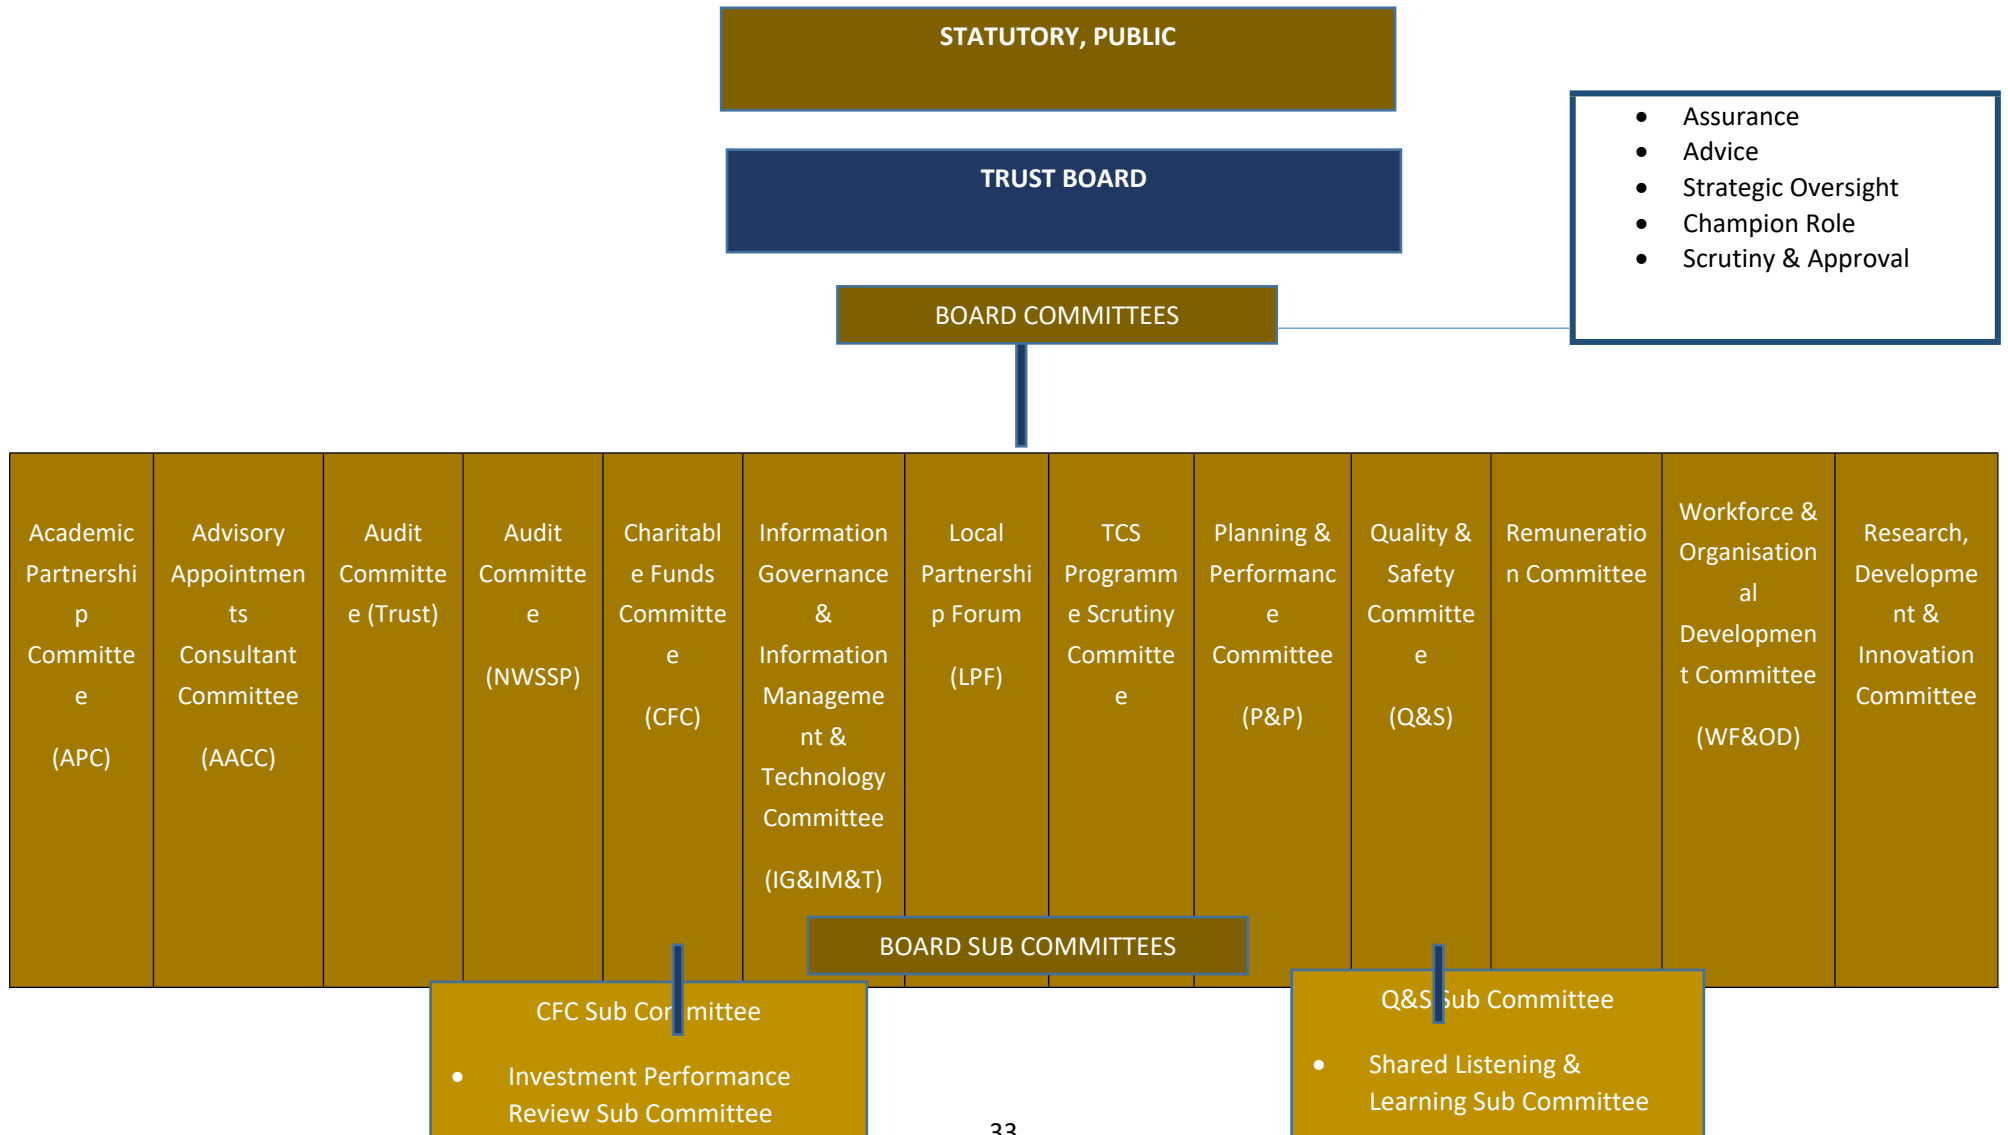 STATUTORY, PUBLIC
TRUST BOARD
• Assurance
• Advice
• Strategic Oversight
• Champion Role
• Scrutiny & Approval
BOARD COMMITTEES
Academic
Partnershi
p
Committe
e
(APC)
Advisory
Appointmen
ts
Consultant
Committee
(AACC)
Audit
Committe
e (Trust)
Audit
Committe
e
(NWSSP)
Charitabl
e Funds
Committe
e
(CFC)
Information
Governance
&
Information
Manageme
nt &
Technology
Committee
(IG&IM&T)
Local
Partnershi
p Forum
(LPF)
TCS
Programm
e Scrutiny
Committe
e
Planning &
Performanc
e
Committee
(P&P)
Quality &
Safety
Committe
e
(Q&S)
Remuneratio
n Committee
Workforce &
Organisation
al
Developmen
t Committee
(WF&OD)
Research,
Developme
nt &
Innovation
Committee
BOARD SUB COMMITTEES
CFC Sub Committee
• Investment Performance
Review Sub Committee
Q&S Sub Committee
• Shared Listening &
Learning Sub Committee
33